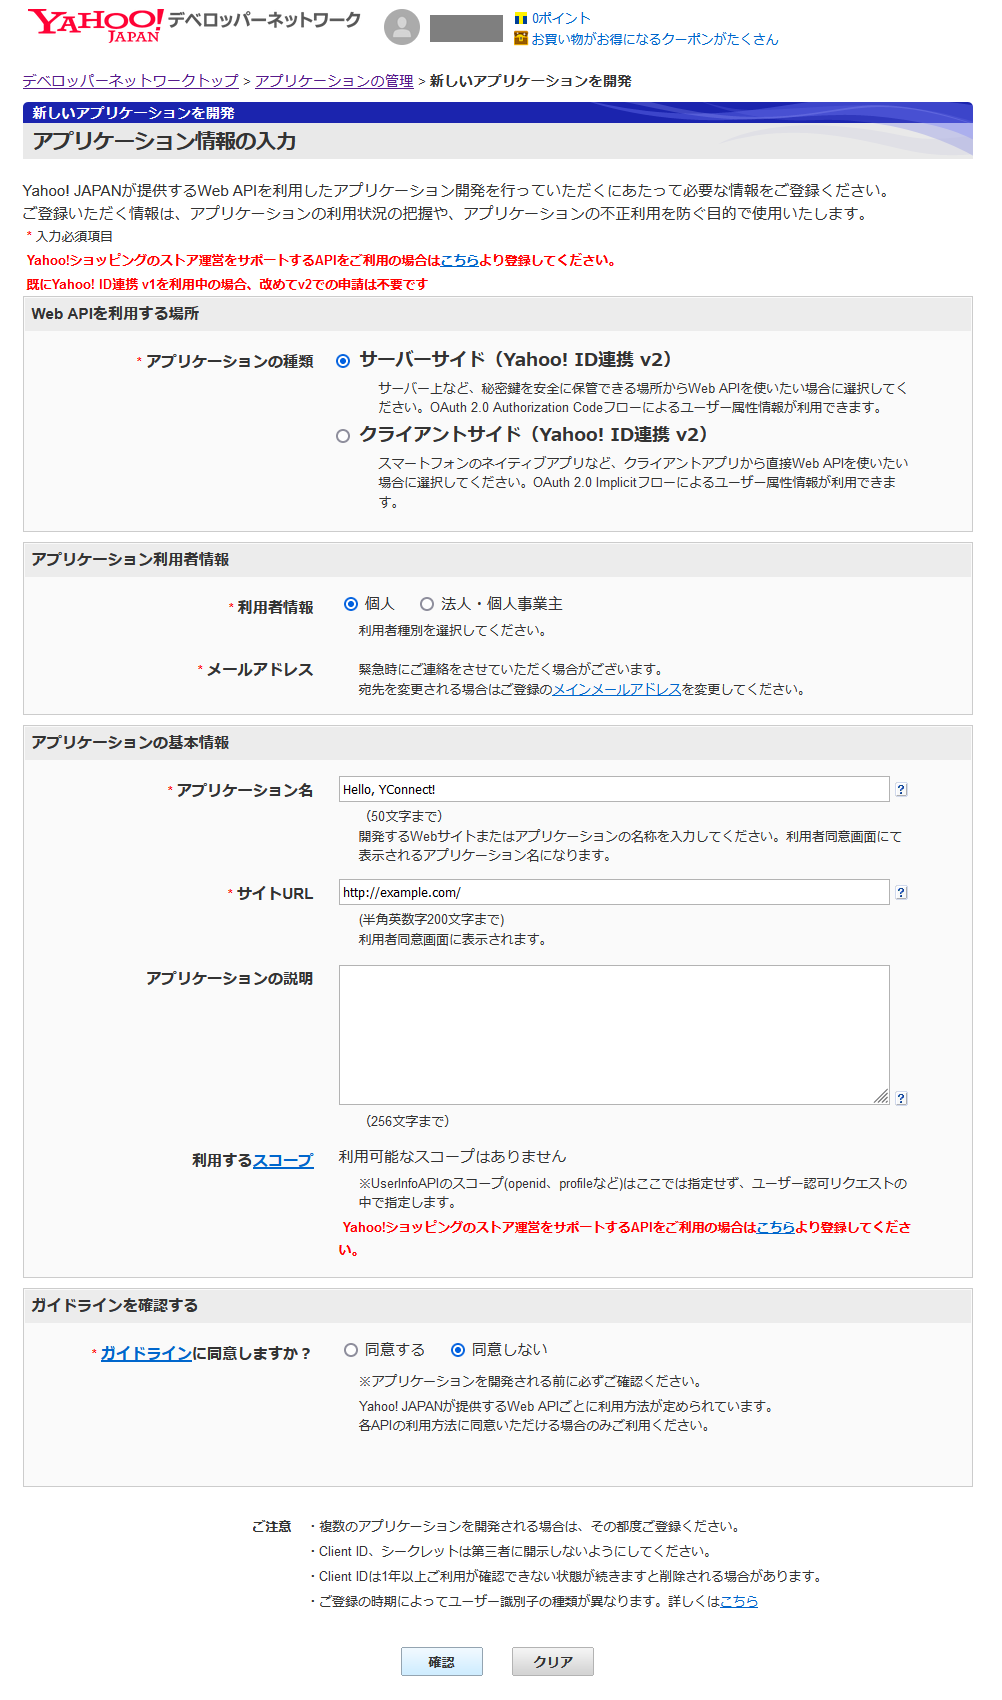 YAHOO! JAPAN デベロッパーネットワーク
0ポイント
お買い物がお得になるクーポンがたくさん
デベロッパーネットワークトップ > アプリケーションの管理 > 新しいアプリケーションを開発
新しいアプリケーションを開発
アプリケーション情報の入力
Yahoo! JAPANが提供するWeb APIを利用したアプリケーション開発を行っていただくにあたって必要な情報をご登録ください。
ご登録いただく情報は、アプリケーションの利用状況の把握や、アプリケーションの不正利用を防ぐ目的で使用いたします。
* 入力必須項目
Yahoo!ショッピングのストア運営をサポートするAPIをご利用の場合はこちらより登録してください。
既にYahoo! ID連携 v1を利用中の場合、改めてv2での申請は不要です
Web APIを利用する場所
* アプリケーションの種類
サーバーサイド（Yahoo! ID連携 v2）
サーバー上など、秘密鍵を安全に保管できる場所からWeb APIを使いたい場合に選択してく
ださい。OAuth 2.0 Authorization Codeフローによるユーザー属性情報が利用できます。
クライアントサイド（Yahoo! ID連携 v2）
スマートフォンのネイティブアプリなど、クライアントアプリから直接Web APIを使いたい
場合に選択してください。OAuth 2.0 Implicitフローによるユーザー属性情報が利用できま
す。
アプリケーション利用者情報
* 利用者情報
個人 法人・個人事業主
利用者種別を選択してください。
* メールアドレス
緊急時にご連絡をさせていただく場合がございます。
宛先を変更される場合はご登録のメインメールアドレスを変更してください。
アプリケーションの基本情報
* アプリケーション名
Hello, YConnect! ?
（50文字まで）
開発するWebサイトまたはアプリケーションの名称を入力してください。利用者同意画面にて
表示されるアプリケーション名になります。
* サイトURL
http://example.com/ ?
(半角英数字200文字まで)
利用者同意画面に表示されます。
アプリケーションの説明
?
（256文字まで）
利用するスコープ
利用可能なスコープはありません
※UserInfoAPIのスコープ(openid、profileなど)はここでは指定せず、ユーザー認可リクエストの
中で指定します。
Yahoo!ショッピングのストア運営をサポートするAPIをご利用の場合はこちらより登録してくださ
い。
ガイドラインを確認する
* ガイドラインに同意しますか？
同意する 同意しない
※アプリケーションを開発される前に必ずご確認ください。
Yahoo! JAPANが提供するWeb APIごとに利用方法が定められています。
各APIの利用方法に同意いただける場合のみご利用ください。
ご注意
・複数のアプリケーションを開発される場合は、その都度ご登録ください。
・Client ID、シークレットは第三者に開示しないようにしてください。
・Client IDは1年以上ご利用が確認できない状態が続きますと削除される場合があります。
・ご登録の時期によってユーザー識別子の種類が異なります。詳しくはこちら
確認 クリア